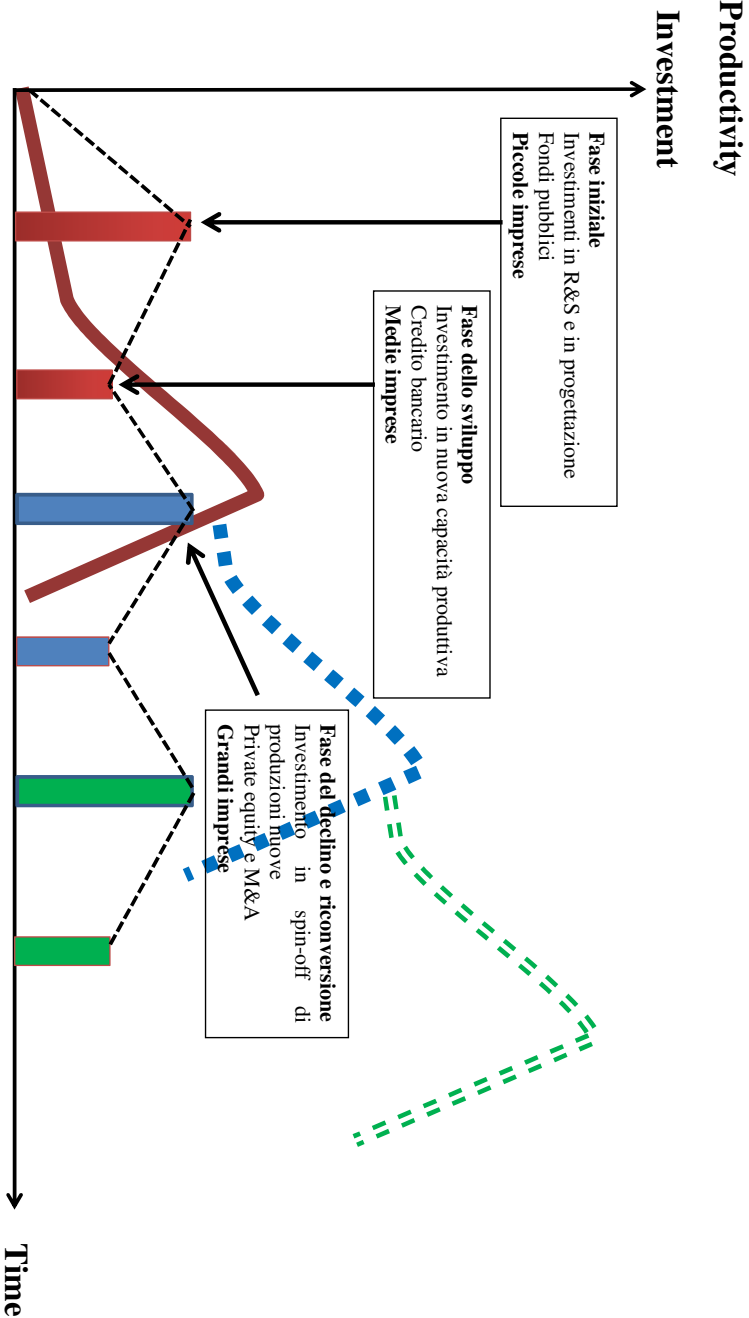 Productivity
Investment
Fase iniziale
Investimenti in R&S e in progettazione
Fondi pubblici
Piccole imprese
Fase dello sviluppo
Investimento in nuova capacità produttiva
Credito bancario
Medie imprese
Fase del declino e riconversione
Investimento in spin-off di
produzioni nuove
Private equity e M&A
Grandi imprese
Time